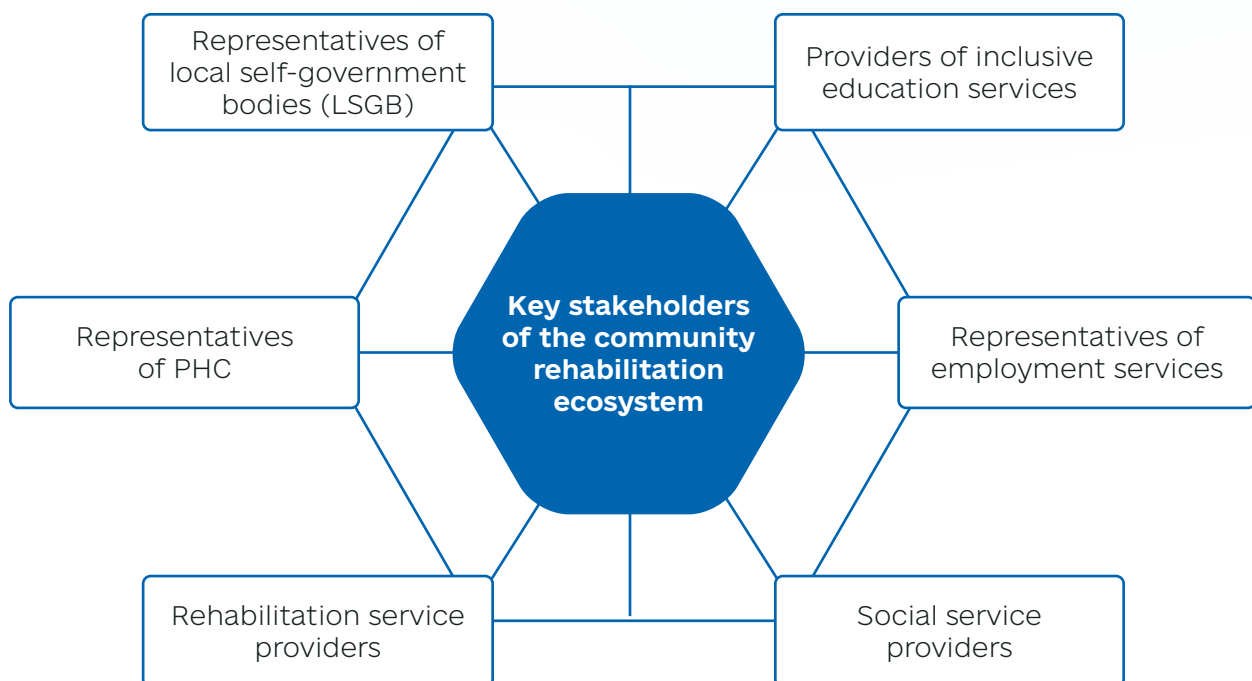 Representatives of
local self-government
bodies (LSGB)
Providers of inclusive
education services
Representatives
of PHC
Key stakeholders
of the community
rehabilitation
ecosystem
Representatives of
employment services
Rehabilitation service
providers
Social service
providers